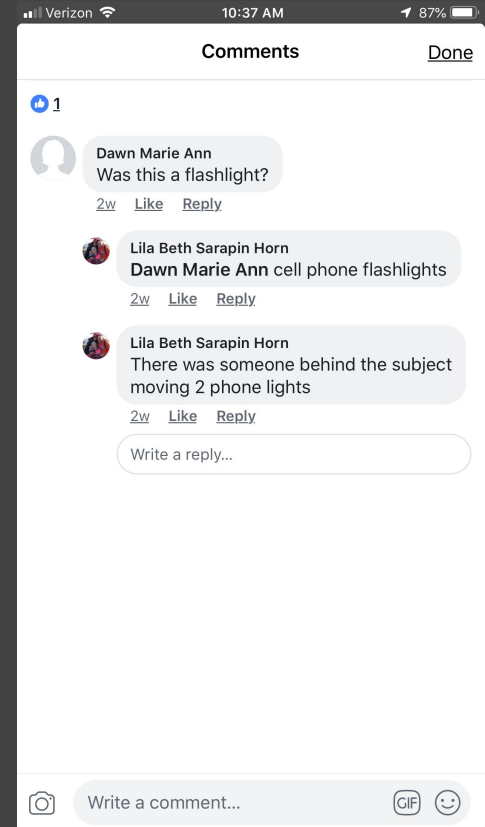 Verizon 10:37 AM 87%
Comments Done
1
Dawn Marie Ann
Was this a flashlight?
2w Like Reply
Lila Beth Sarapin Horn
Dawn Marie Ann cell phone flashlights
2w Like Reply
Lila Beth Sarapin Horn
There was someone behind the subject
moving 2 phone lights
2w Like Reply
Write a reply...
Write a comment... GIF